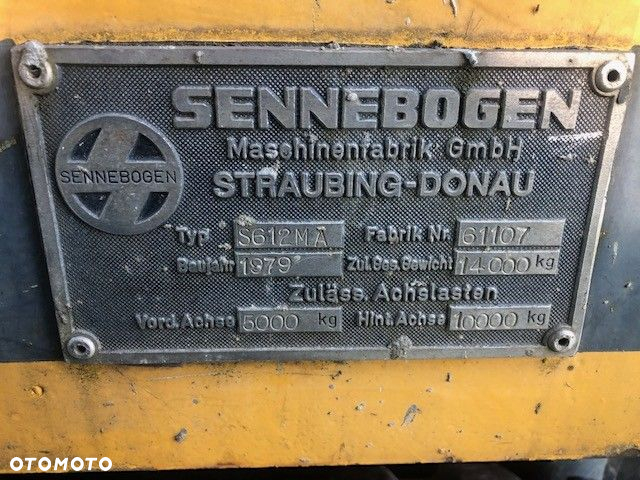 SENNEBOGEN
Maschinenfabrik GmbH
SENNEBOGEN
STRAUBING-DONAU
Typ S612MA Fabrik Nr. 61107
Baujahr 1979 Zul.Ges.Gewicht 14000 kg
Zuläss. Achslasten
Vord.Achse 5000 kg Hint.Achse 10000 kg
OTOMOTO